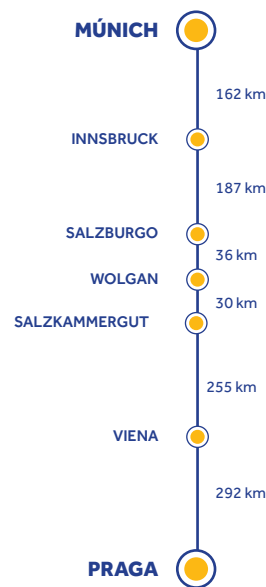 MÚNICH
162 km
INNSBRUCK
187 km
SALZBURGO
36 km
WOLGAN
30 km
SALZKAMMERGUT
255 km
VIENA
292 km
PRAGA